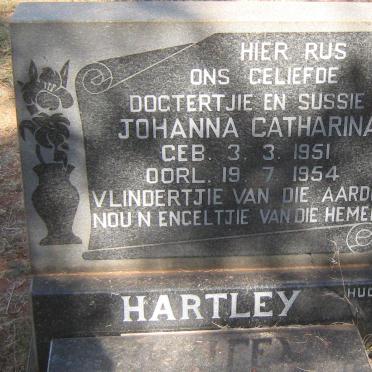 HIER RUS
ONS GELIEFDE
DOGTERTJIE EN SUSSIE
JOHANNA CATHARINA
GEB. 3. 3. 1951
OORL. 19. 7. 1954
VLINDERTJIE VAN DIE AARDE
NOU N ENGELTJIE VAN DIE HEMEL
HARTLEY